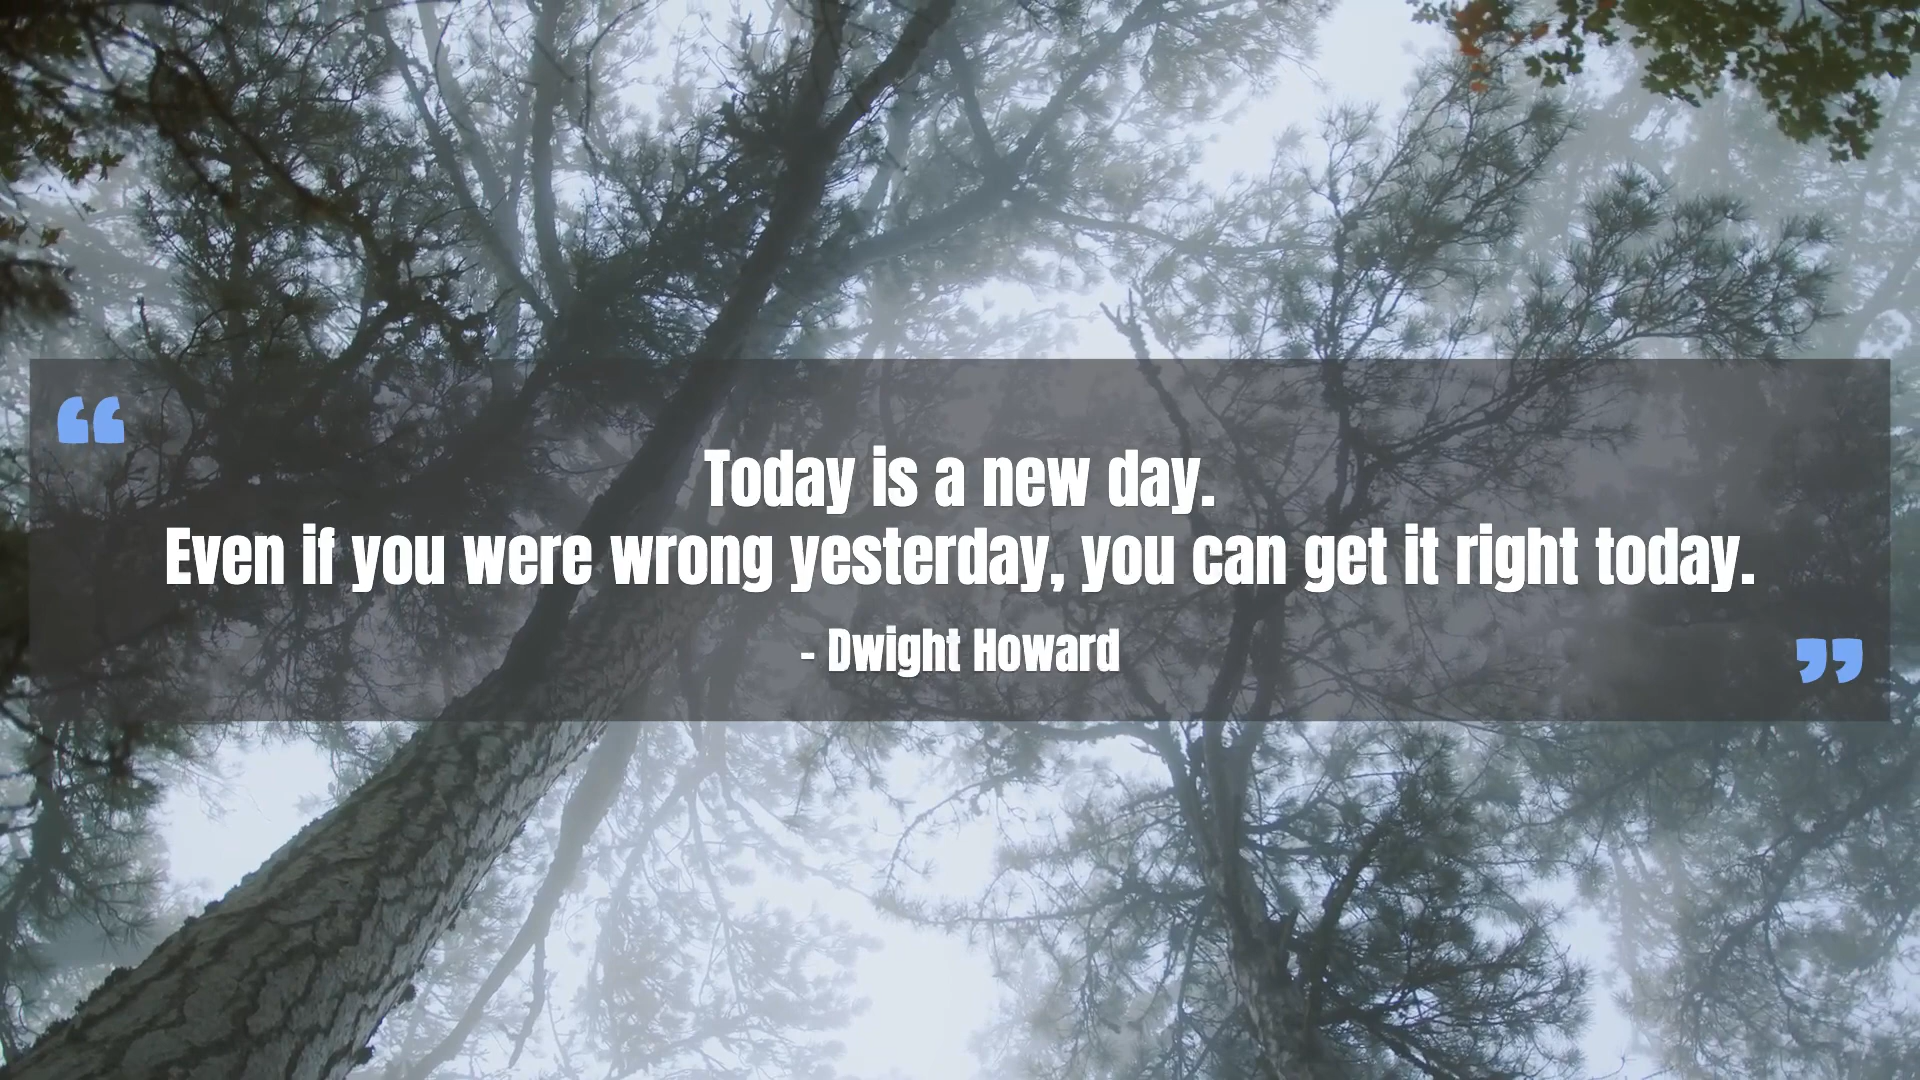 “
Today is a new day.
Even if you were wrong yesterday, you can get it right today.
- Dwight Howard
”